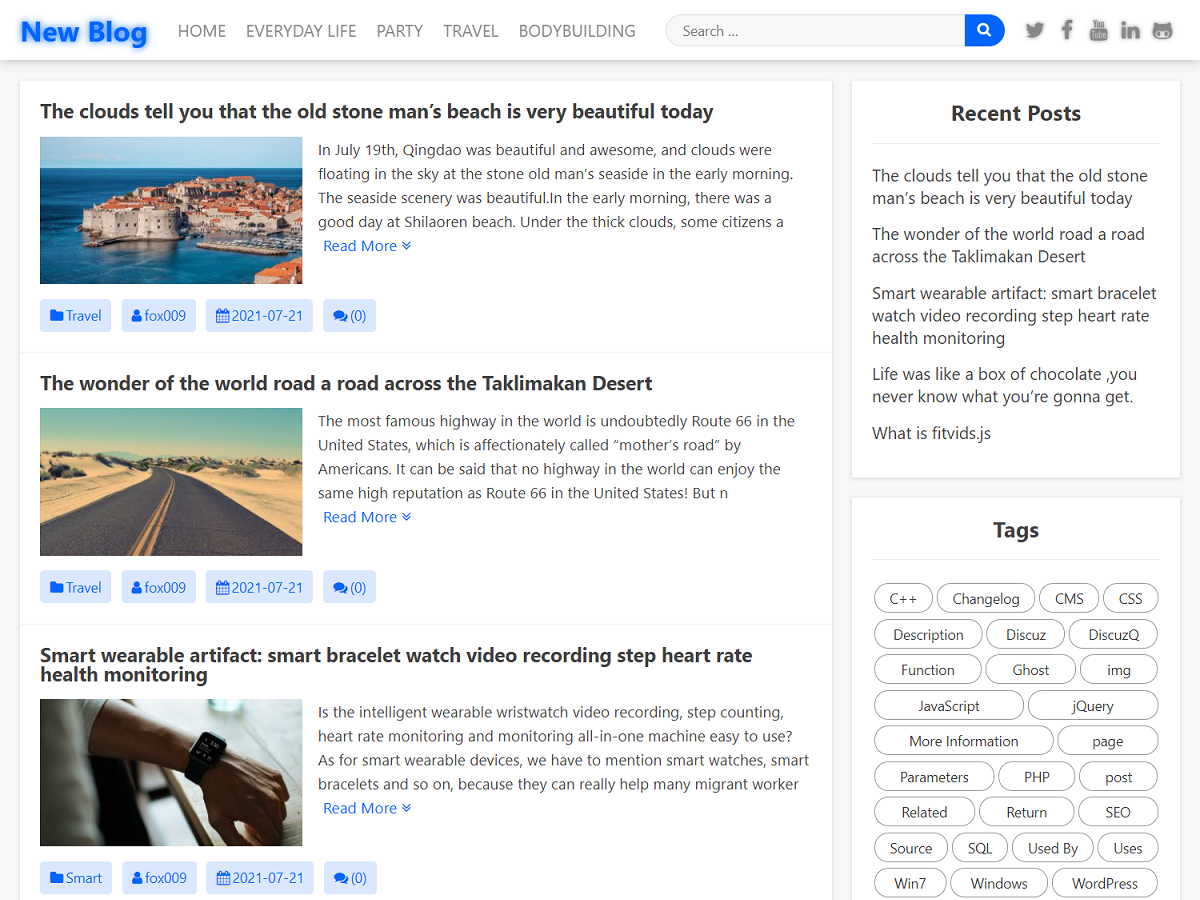 New Blog
HOME EVERYDAY LIFE PARTY TRAVEL BODYBUILDING
Search ...
The clouds tell you that the old stone man’s beach is very beautiful today
In July 19th, Qingdao was beautiful and awesome, and clouds were
floating in the sky at the stone old man’s seaside in the early morning.
The seaside scenery was beautiful.In the early morning, there was a
good day at Shilaoren beach. Under the thick clouds, some citizens a
Read More
Travel fox009 2021-07-21 (0)
The wonder of the world road a road across the Taklimakan Desert
The most famous highway in the world is undoubtedly Route 66 in the
United States, which is affectionately called “mother’s road” by
Americans. It can be said that no highway in the world can enjoy the
same high reputation as Route 66 in the United States! But n
Read More
Travel fox009 2021-07-21 (0)
Smart wearable artifact: smart bracelet watch video recording step heart rate
health monitoring
Is the intelligent wearable wristwatch video recording, step counting,
heart rate monitoring and monitoring all-in-one machine easy to use?
As for smart wearable devices, we have to mention smart watches, smart
bracelets and so on, because they can really help many migrant worker
Read More
Smart fox009 2021-07-21 (0)
Recent Posts
The clouds tell you that the old stone
man’s beach is very beautiful today
The wonder of the world road a road
across the Taklimakan Desert
Smart wearable artifact: smart bracelet
watch video recording step heart rate
health monitoring
Life was like a box of chocolate ,you
never know what you’re gonna get.
What is fitvids.js
Tags
C++ Changelog CMS CSS
Description Discuz DiscuzQ
Function Ghost img
JavaScript jQuery
More Information page
Parameters PHP post
Related Return SEO
Source SQL Used By Uses
Win7 Windows WordPress